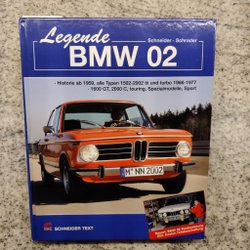 Legende
Schneider · Schrader
BMW 02
· Historie ab 1959, alle Typen 1502-2002 tii und turbo 1966-1977
· 1600 GT, 2000 C, touring, Spezialmodelle, Sport
M NN 2002
SCHNEIDER TEXT